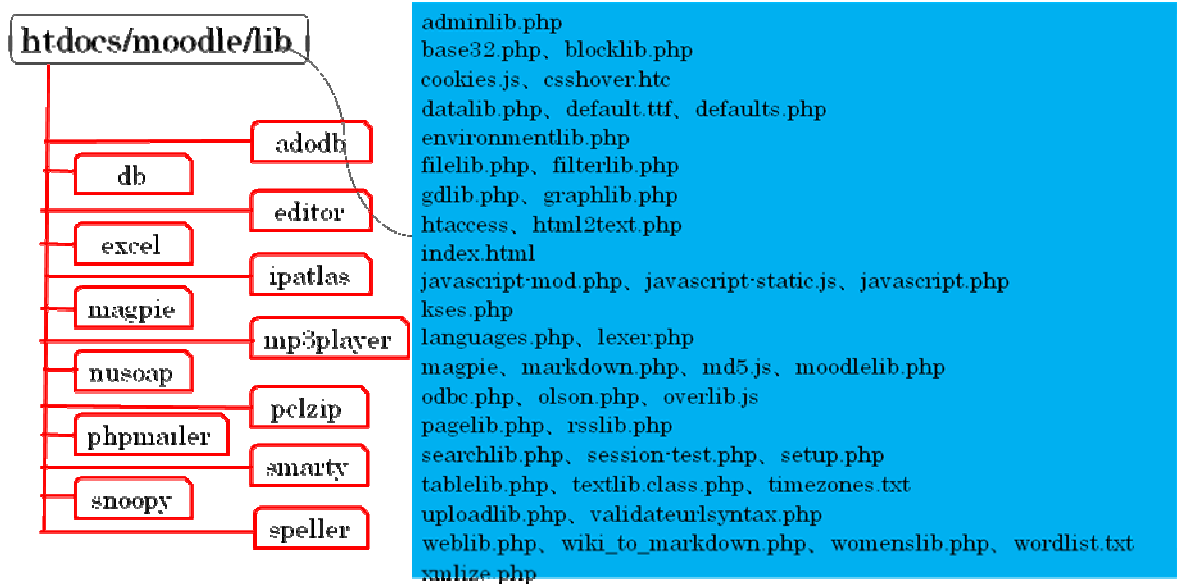 htdocs/moodle/lib
adodb
db
editor
excel
ipatlas
magpie
mp3player
nusoap
pclzip
phpmailer
smarty
snoopy
speller
adminlib.php
base32.php、blocklib.php
cookies.js、csshover.htc
datalib.php、default.ttf、defaults.php
environmentlib.php
filelib.php、filterlib.php
gdlib.php、graphlib.php
htaccess、html2text.php
index.html
javascript-mod.php、javascript-static.js、javascript.php
kses.php
languages.php、lexer.php
magpie、markdown.php、md5.js、moodlelib.php
odbc.php、olson.php、overlib.js
pagelib.php、rsslib.php
searchlib.php、session-test.php、setup.php
tablelib.php、textlib.class.php、timezones.txt
uploadlib.php、validateurlsyntax.php
weblib.php、wiki_to_markdown.php、womenslib.php、wordlist.txt
xmlize.php